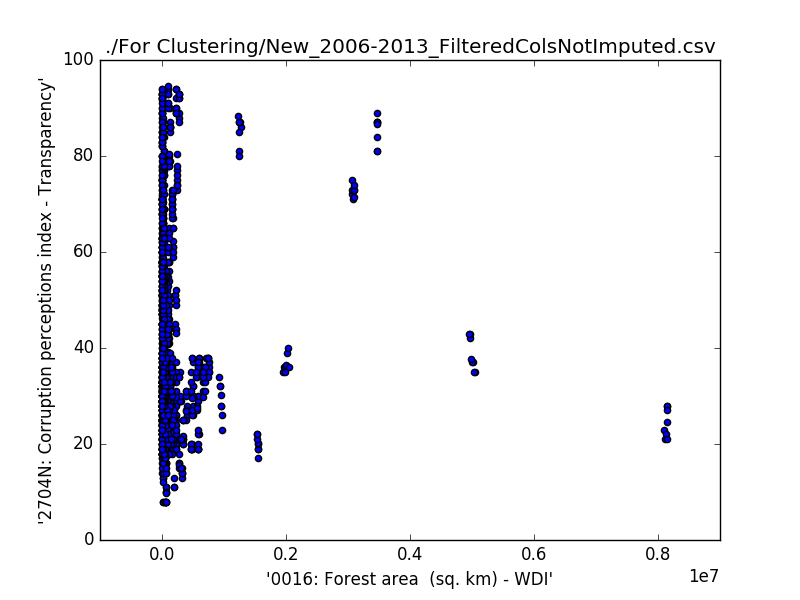 ./For Clustering/New_2006-2013_FilteredColsNotImputed.csv
100
80
60
40
20
0
'2704N: Corruption perceptions index - Transparency'
0.0 0.2 0.4 0.6 0.8
1e7
'0016: Forest area  (sq. km) - WDI'